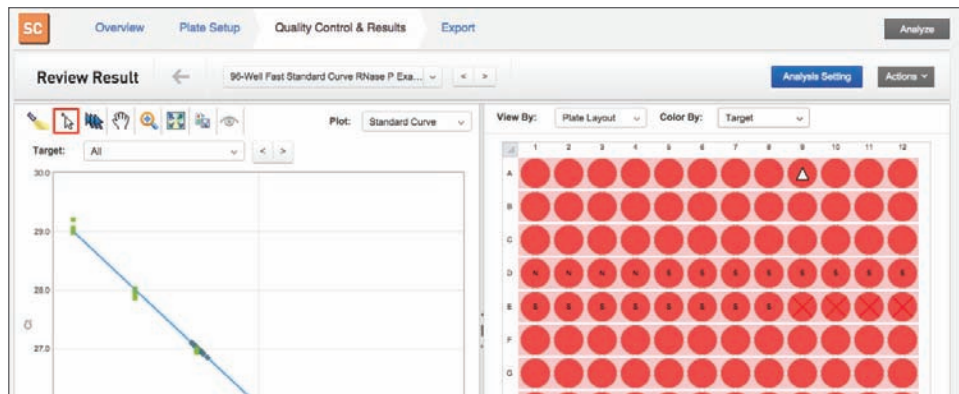 SC Overview Plate Setup Quality Control & Results Export Analyze
Review Result 96-Well Fast Standard Curve RNase P Exa... < > Analysis Setting Actions
Plot: Standard Curve View By: Plate Layout Color By: Target
Target: All < >
1 2 3 4 5 6 7 8 9 10 11 12
30.0
A
B
29.0
C
D N N N N S S S S S S S S
28.0
E S S S S S S S S
Cт
F
27.0
G